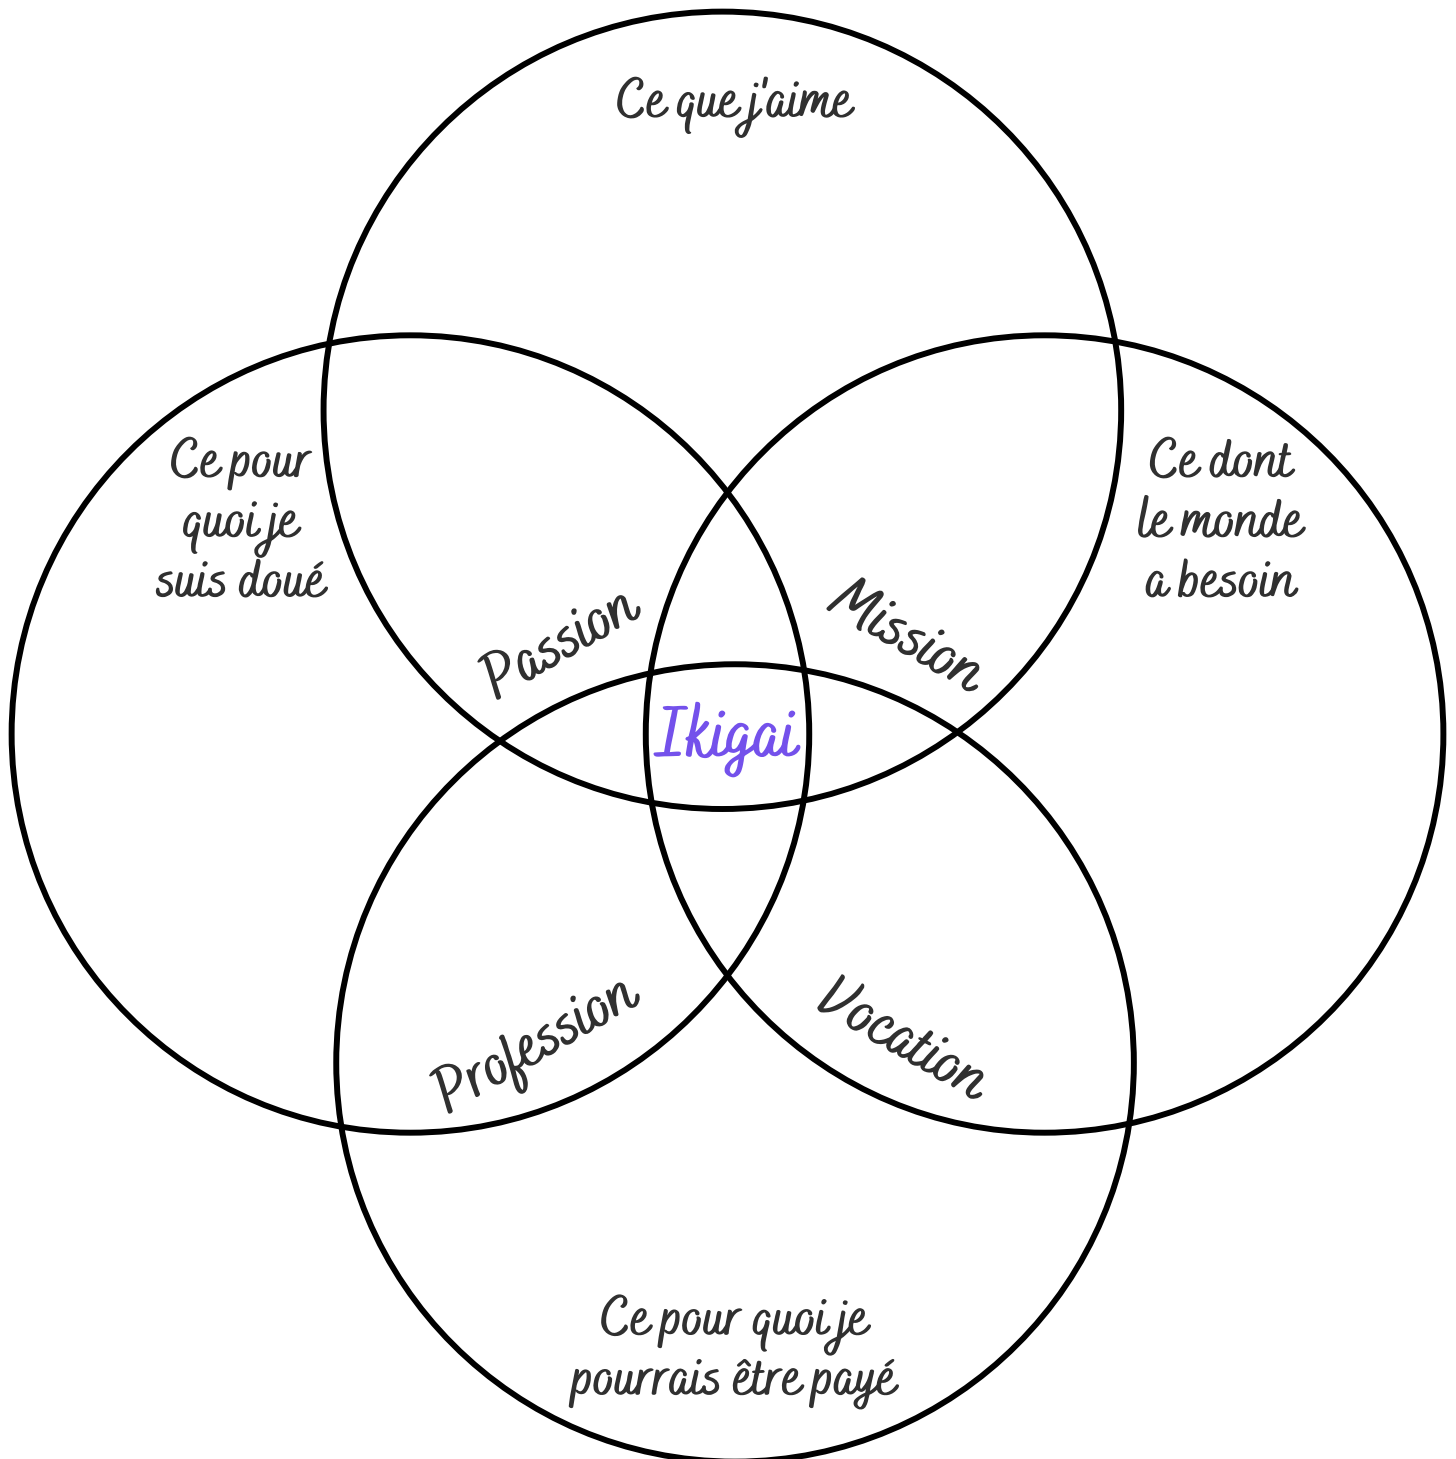 Ce que j'aime
Ce pour
quoi je
suis doué
Ce dont
le monde
a besoin
Passion
Mission
Ikigai
Profession
Vocation
Ce pour quoi je
pourrais être payé